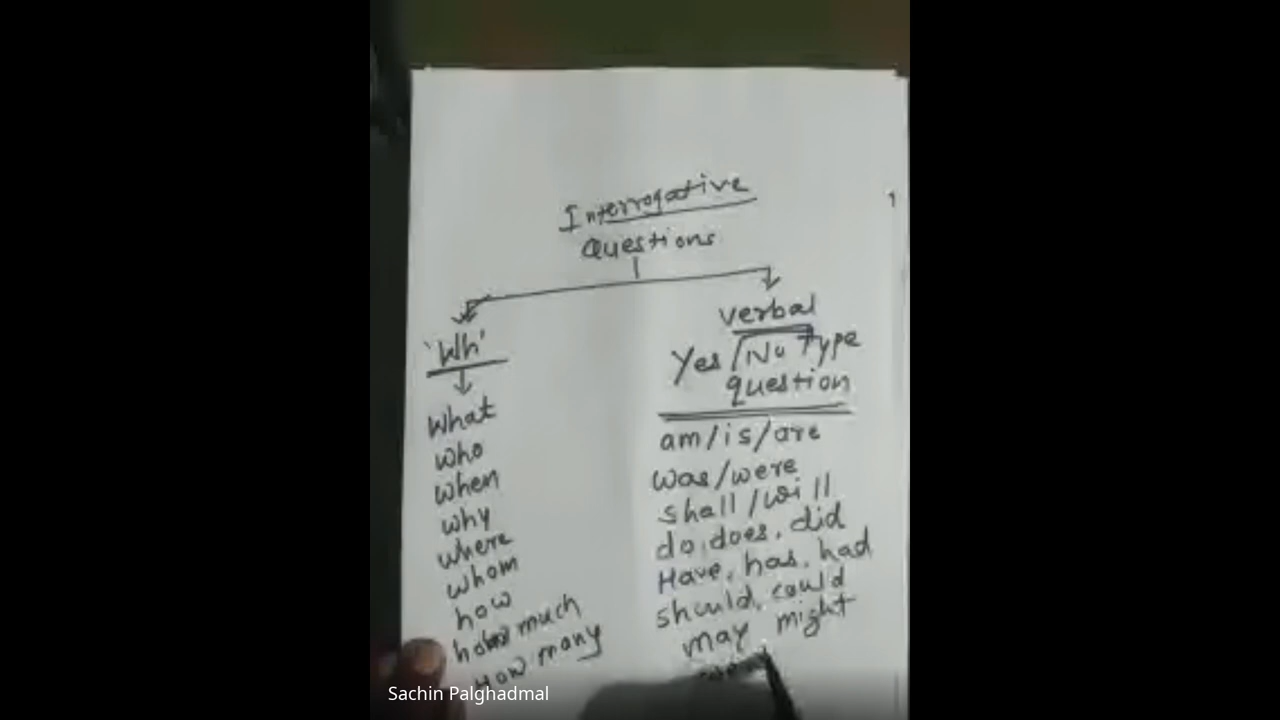 Interrogative
Questions
'Wh'
What
who
when
why
where
whom
how
how much
How many
verbal
Yes/No Type
question
am/is/are
was/were
shall/will
do, does, did
Have, has, had
should, could
may might
1
Sachin Palghadmal